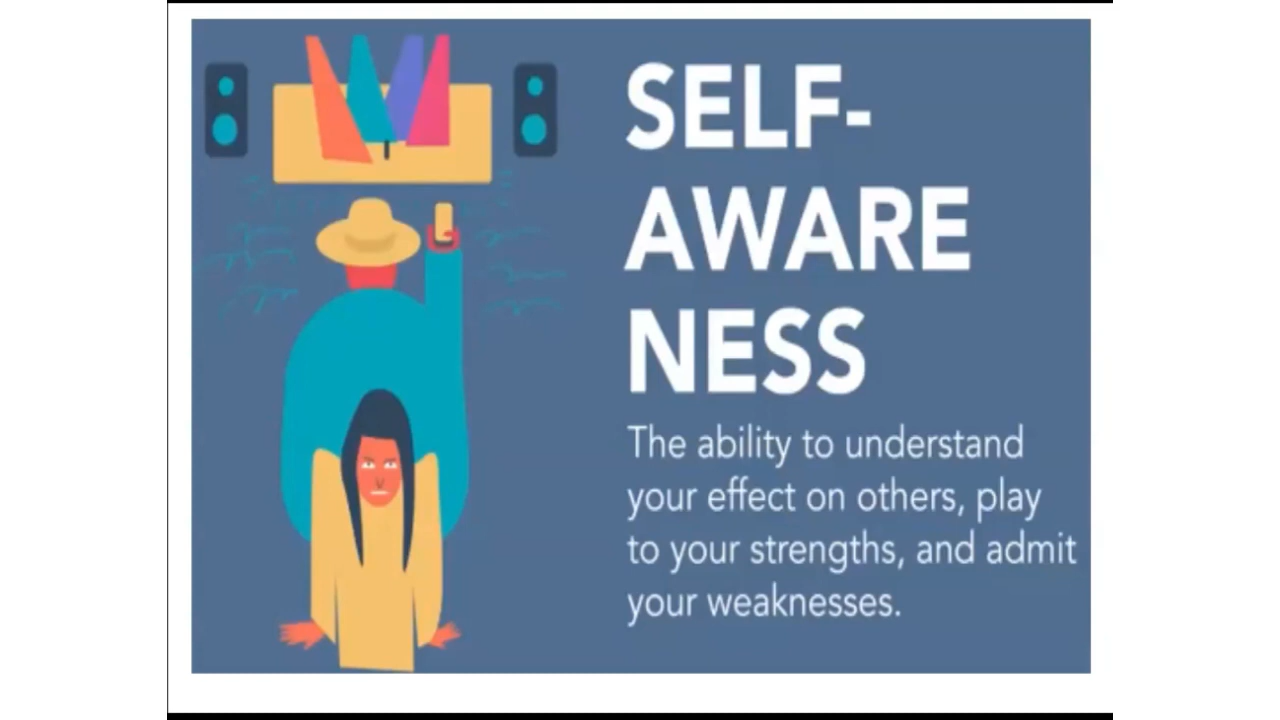 SELF-
AWARE
NESS
The ability to understand
your effect on others, play
to your strengths, and admit
your weaknesses.